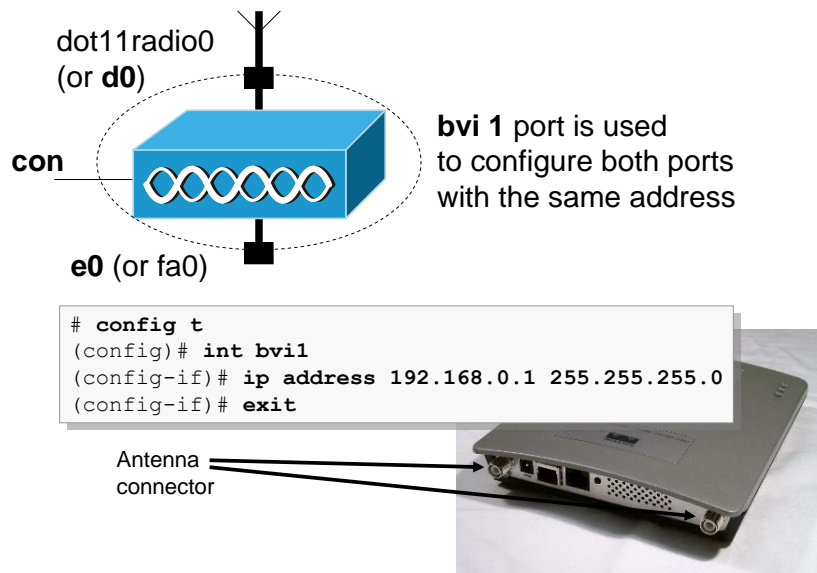 dot11radio0
(or d0)
con
bvi 1 port is used
to configure both ports
with the same address
e0 (or fa0)
# config t
(config)# int bvi1
(config-if)# ip address 192.168.0.1 255.255.255.0
(config-if)# exit
Antenna
connector